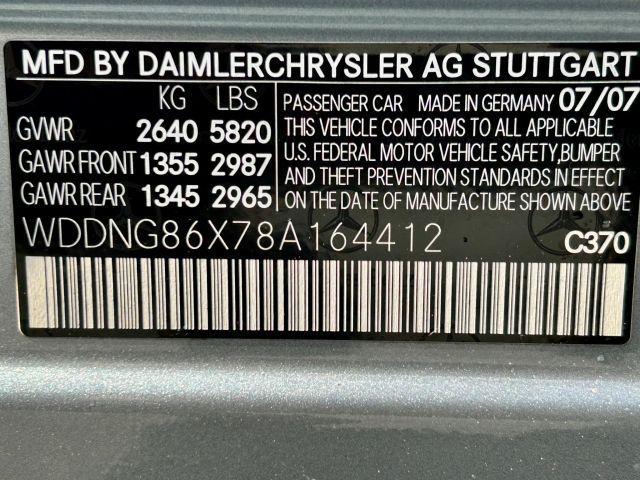 MFD BY DAIMLERCHRYSLER AG STUTTGART
KG LBS
GVWR 2640 5820
GAWR FRONT 1355 2987
GAWR REAR 1345 2965
PASSENGER CAR MADE IN GERMANY 07/07
THIS VEHICLE CONFORMS TO ALL APPLICABLE
U.S. FEDERAL MOTOR VEHICLE SAFETY,BUMPER
AND THEFT PREVENTION STANDARDS IN EFFECT
ON THE DATE OF MANUFACTURE SHOWN ABOVE
WDDNG86X78A164412 C370